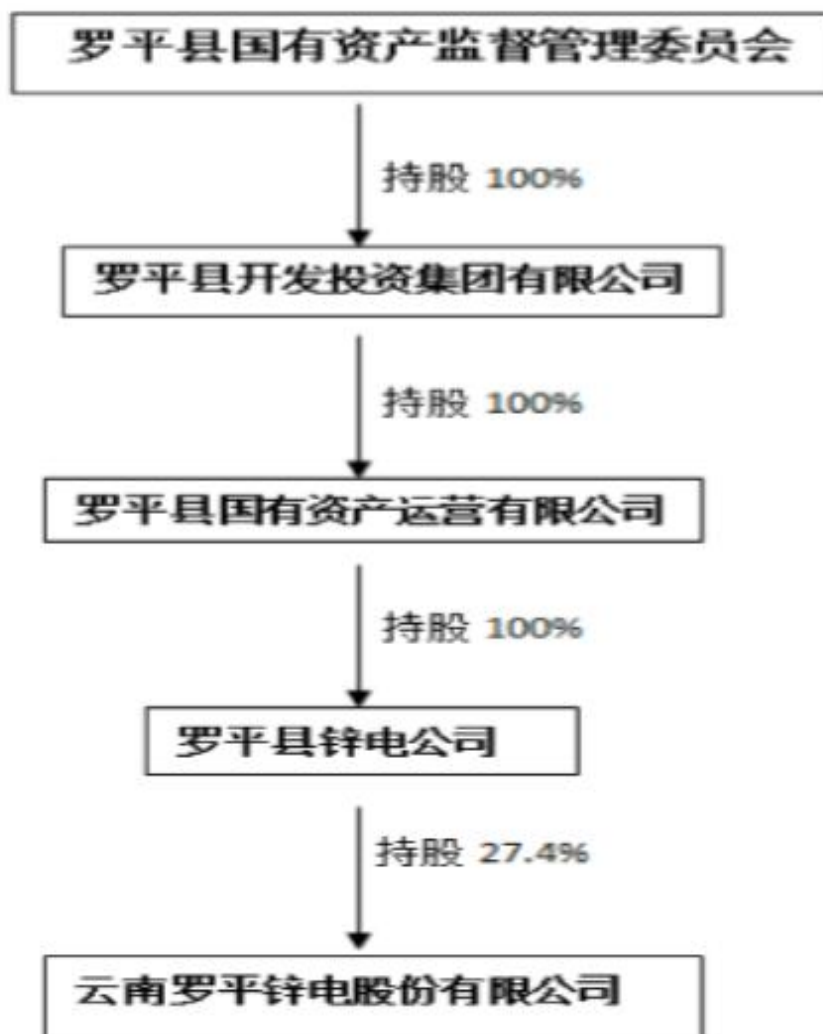 罗平县国有资产监督管理委员会
持股 100%
罗平县开发投资集团有限公司
持股 100%
罗平县国有资产运营有限公司
持股 100%
罗平县锌电公司
持股 27.4%
云南罗平锌电股份有限公司